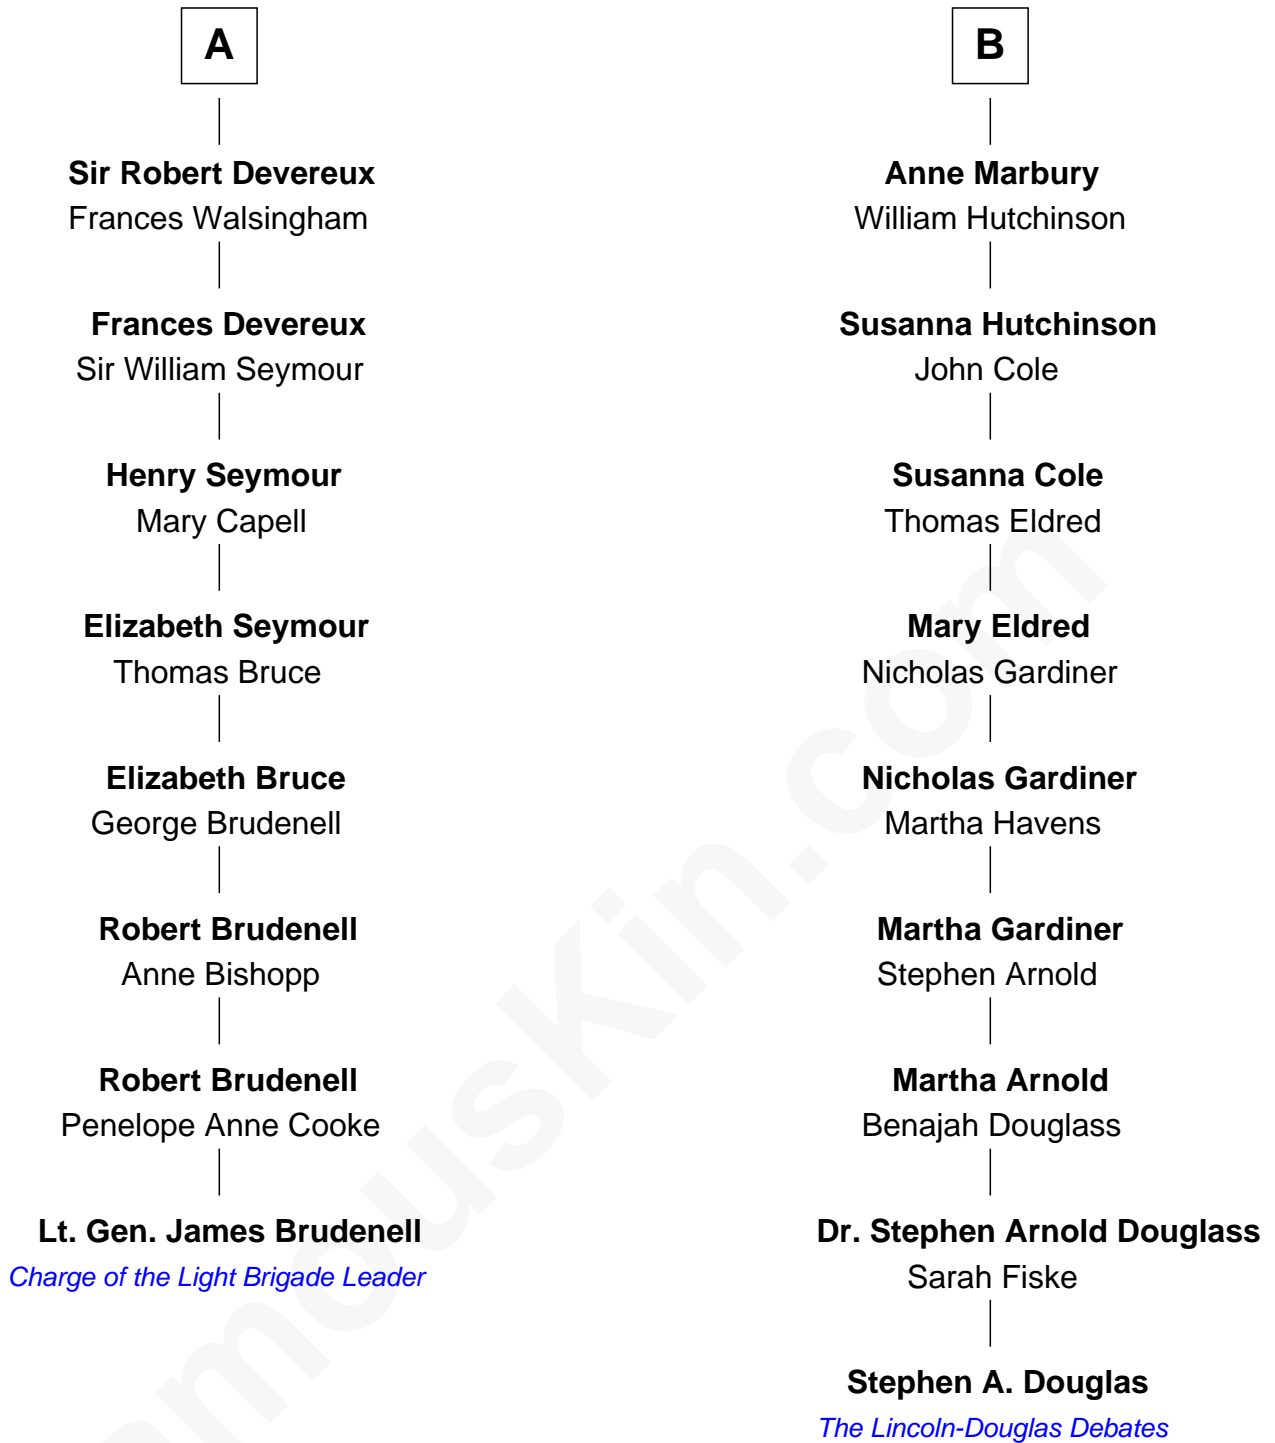 A
Sir Robert Devereux
Frances Walsingham
Frances Devereux
Sir William Seymour
Henry Seymour
Mary Capell
Elizabeth Seymour
Thomas Bruce
Elizabeth Bruce
George Brudenell
Robert Brudenell
Anne Bishopp
Robert Brudenell
Penelope Anne Cooke
Lt. Gen. James Brudenell
Charge of the Light Brigade Leader
B
Anne Marbury
William Hutchinson
Susanna Hutchinson
John Cole
Susanna Cole
Thomas Eldred
Mary Eldred
Nicholas Gardiner
Nicholas Gardiner
Martha Havens
Martha Gardiner
Stephen Arnold
Martha Arnold
Benajah Douglass
Dr. Stephen Arnold Douglass
Sarah Fiske
Stephen A. Douglas
The Lincoln-Douglas Debates
amousKin.com